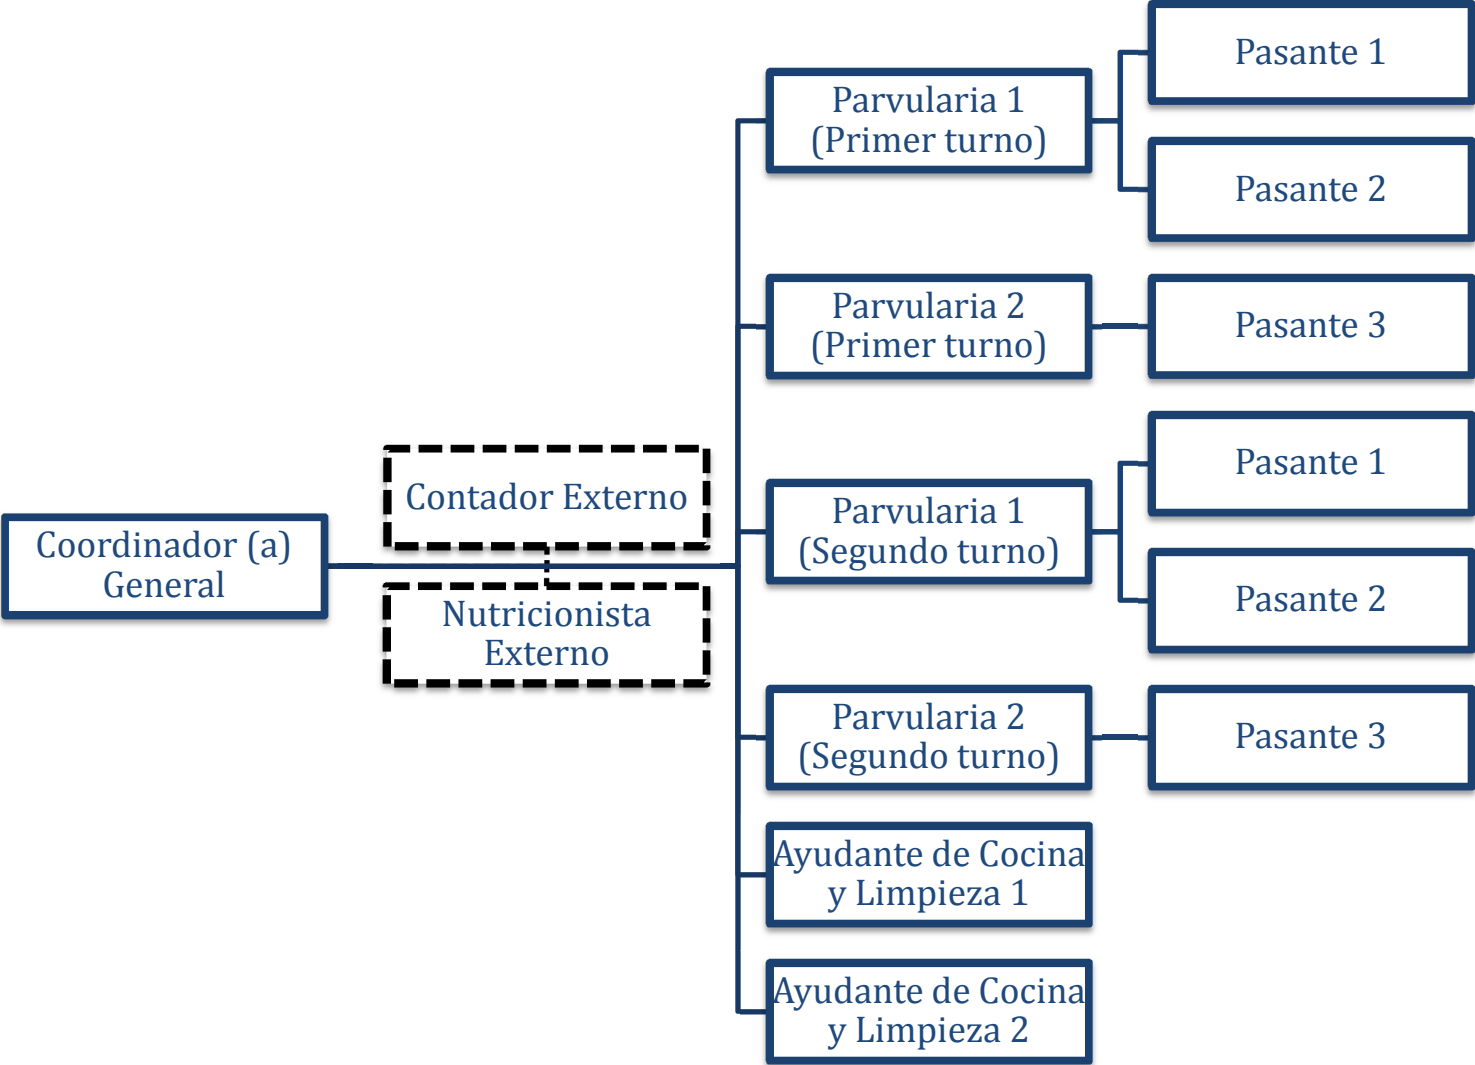 Coordinador (a)
General
Contador Externo
Nutricionista
Externo
Parvularia 1
(Primer turno)
Pasante 1
Pasante 2
Parvularia 2
(Primer turno)
Pasante 3
Parvularia 1
(Segundo turno)
Pasante 1
Pasante 2
Parvularia 2
(Segundo turno)
Pasante 3
Ayudante de Cocina
y Limpieza 1
Ayudante de Cocina
y Limpieza 2